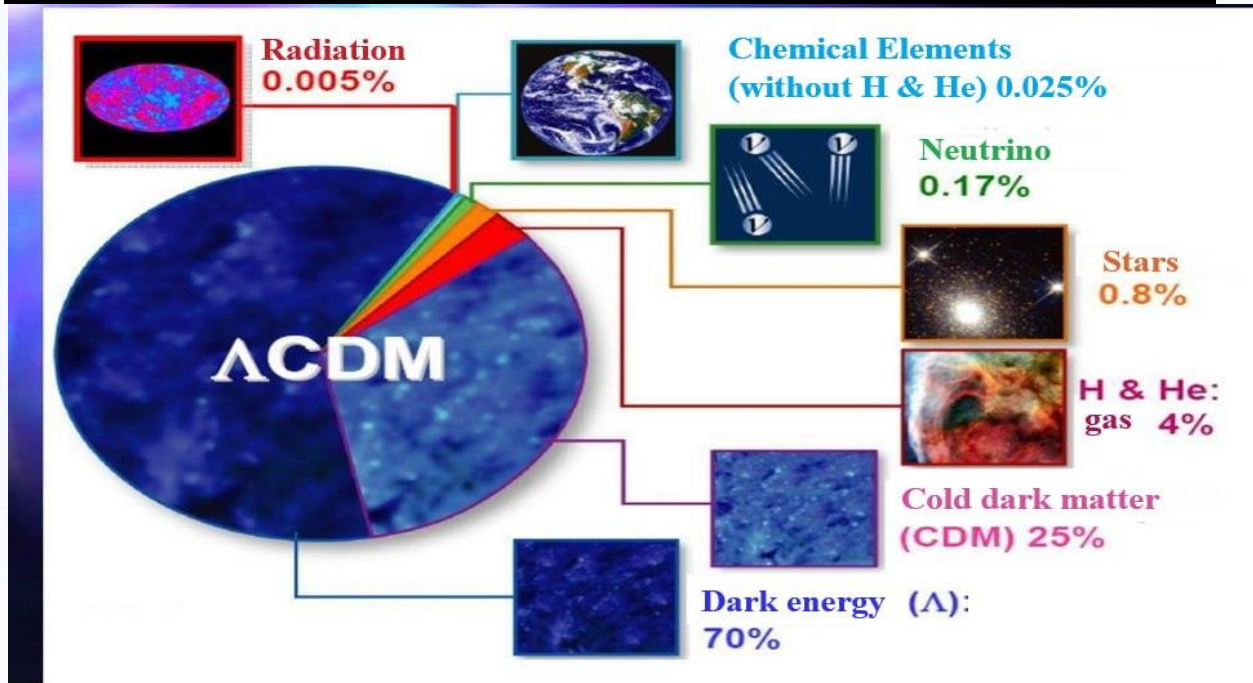 Radiation
0.005%
Chemical Elements
(without H & He) 0.025%
ν
ν
ν
Neutrino
0.17%
Stars
0.8%
ΛCDM
H & He:
gas 4%
Cold dark matter
(CDM) 25%
Dark energy (Λ):
70%